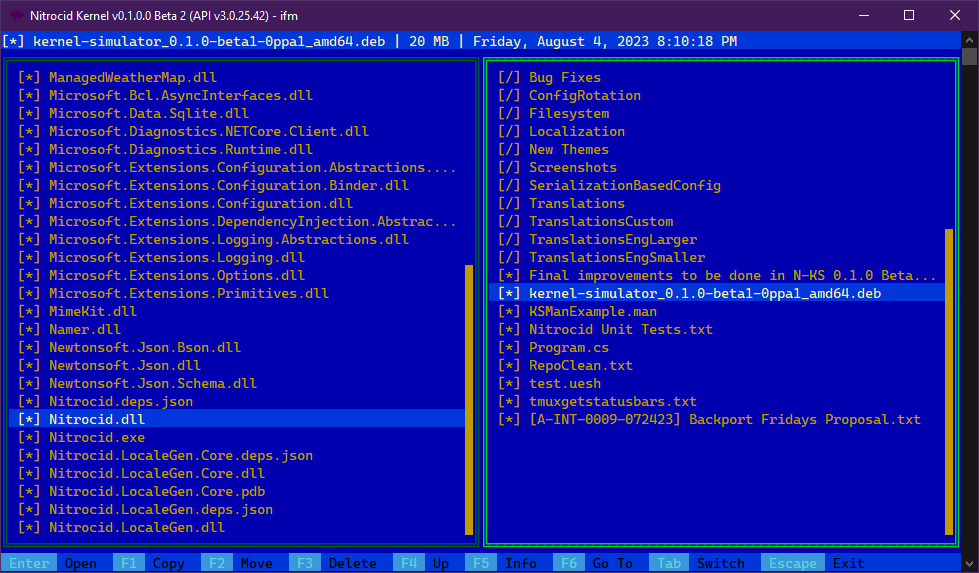 Nitrocid Kernel v0.1.0.0 Beta 2 (API v3.0.25.42) - ifm
[*] kernel-simulator_0.1.0-beta1-0ppa1_amd64.deb | 20 MB | Friday, August 4, 2023 8:10:18 PM
[*] ManagedWeatherMap.dll
[*] Microsoft.Bcl.AsyncInterfaces.dll
[*] Microsoft.Data.Sqlite.dll
[*] Microsoft.Diagnostics.NETCore.Client.dll
[*] Microsoft.Diagnostics.Runtime.dll
[*] Microsoft.Extensions.Configuration.Abstractions....
[*] Microsoft.Extensions.Configuration.Binder.dll
[*] Microsoft.Extensions.Configuration.dll
[*] Microsoft.Extensions.DependencyInjection.Abstrac...
[*] Microsoft.Extensions.Logging.Abstractions.dll
[*] Microsoft.Extensions.Logging.dll
[*] Microsoft.Extensions.Options.dll
[*] Microsoft.Extensions.Primitives.dll
[*] MimeKit.dll
[*] Namer.dll
[*] Newtonsoft.Json.Bson.dll
[*] Newtonsoft.Json.dll
[*] Newtonsoft.Json.Schema.dll
[*] Nitrocid.deps.json
[*] Nitrocid.dll
[*] Nitrocid.exe
[*] Nitrocid.LocaleGen.Core.deps.json
[*] Nitrocid.LocaleGen.Core.dll
[*] Nitrocid.LocaleGen.Core.pdb
[*] Nitrocid.LocaleGen.deps.json
[*] Nitrocid.LocaleGen.dll
[/] Bug Fixes
[/] ConfigRotation
[/] Filesystem
[/] Localization
[/] New Themes
[/] Screenshots
[/] SerializationBasedConfig
[/] Translations
[/] TranslationsCustom
[/] TranslationsEngLarger
[/] TranslationsEngSmaller
[*] Final improvements to be done in N-KS 0.1.0 Beta...
[*] kernel-simulator_0.1.0-beta1-0ppa1_amd64.deb
[*] KSManExample.man
[*] Nitrocid Unit Tests.txt
[*] Program.cs
[*] RepoClean.txt
[*] test.uesh
[*] tmuxgetstatusbars.txt
[*] [A-INT-0009-072423] Backport Fridays Proposal.txt
Enter Open F1 Copy F2 Move F3 Delete F4 Up F5 Info F6 Go To Tab Switch Escape Exit